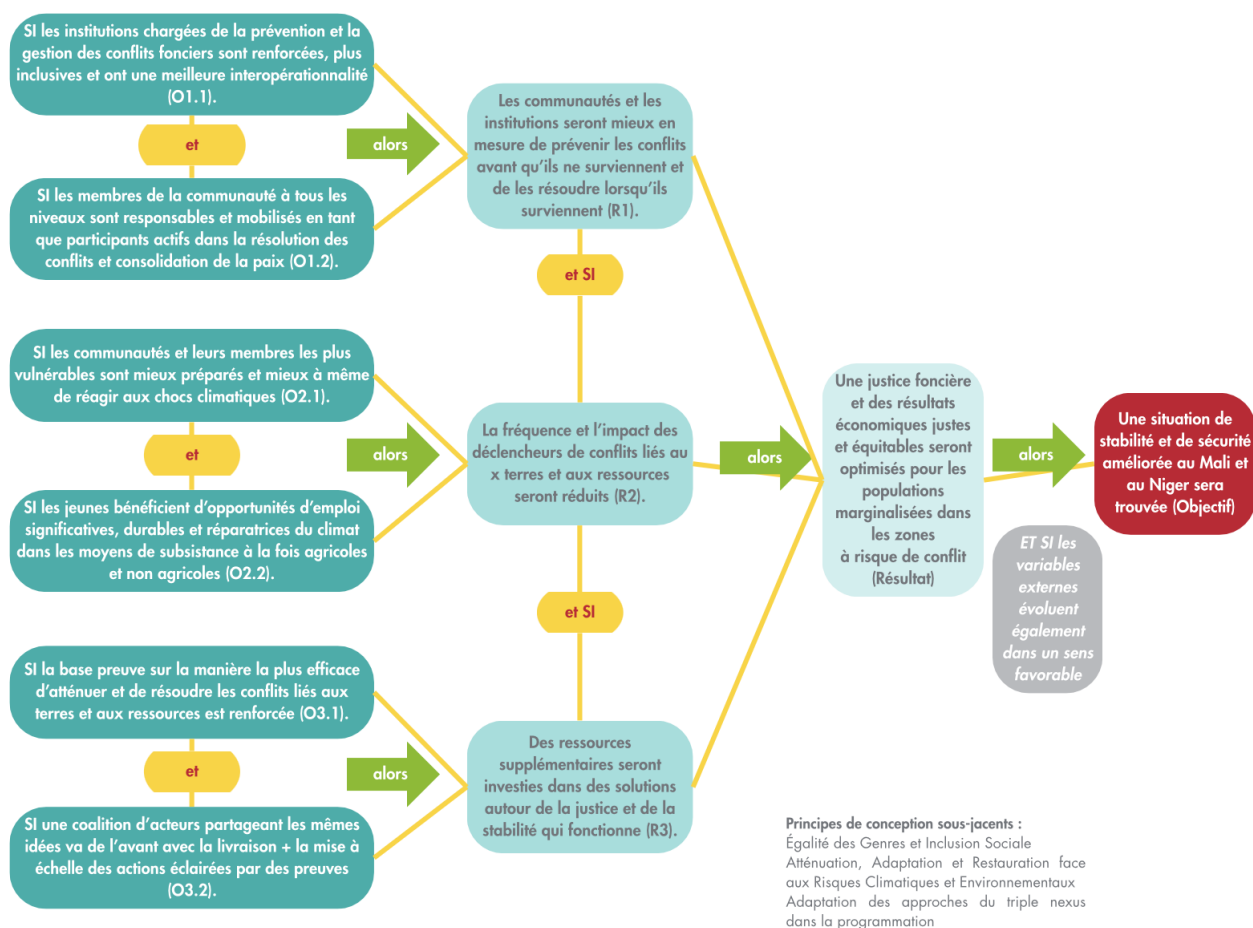 SI les institutions chargées de la prévention et la
gestion des conflits fonciers sont renforcées, plus
inclusives et ont une meilleure interopérationnalité
(O1.1).
et
alors
SI les membres de la communauté à tous les
niveaux sont responsables et mobilisés en tant
que participants actifs dans la résolution des
conflits et consolidation de la paix (O1.2).
Les communautés et les
institutions seront mieux en
mesure de prévenir les conflits
avant qu’ils ne surviennent et
de les résoudre lorsqu’ils
surviennent (R1).
et SI
SI les communautés et leurs membres les plus
vulnérables sont mieux préparés et mieux à même
de réagir aux chocs climatiques (O2.1).
et
alors
SI les jeunes bénéficient d’opportunités d’emploi
significatives, durables et réparatrices du climat
dans les moyens de subsistance à la fois agricoles
et non agricoles (O2.2).
La fréquence et l’impact des
déclencheurs de conflits liés au
x terres et aux ressources
seront réduits (R2).
et SI
SI la base preuve sur la manière la plus efficace
d’atténuer et de résoudre les conflits liés aux
terres et aux ressources est renforcée (O3.1).
et
alors
SI une coalition d’acteurs partageant les mêmes
idées va de l’avant avec la livraison + la mise à
échelle des actions éclairées par des preuves
(O3.2).
Des ressources
supplémentaires seront
investies dans des solutions
autour de la justice et de la
stabilité qui fonctionne (R3).
alors
Une justice foncière
et des résultats
économiques justes
et équitables seront
optimisés pour les
populations
marginalisées dans
les zones
à risque de conflit
(Résultat)
alors
Une situation de
stabilité et de sécurité
améliorée au Mali et
au Niger sera
trouvée (Objectif)
ET SI les
variables
externes
évoluent
également
dans un sens
favorable
Principes de conception sous-jacents :
Égalité des Genres et Inclusion Sociale
Atténuation, Adaptation et Restauration face
aux Risques Climatiques et Environnementaux
Adaptation des approches du triple nexus
dans la programmation